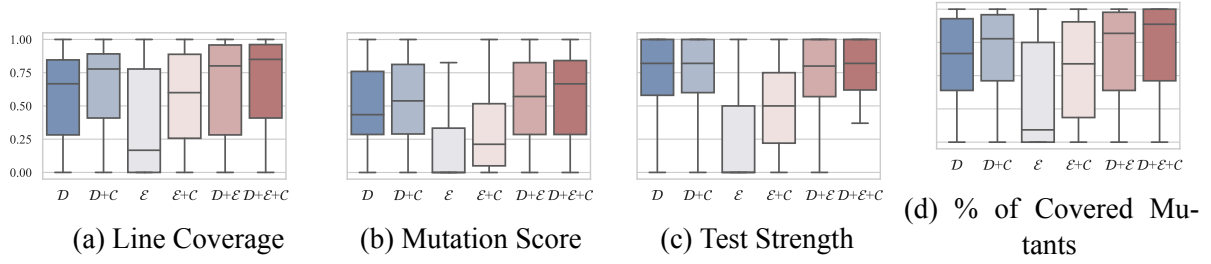 1.00
0.75
0.50
0.25
0.00
𝒟 𝒟+C ℰ ℰ+C 𝒟+ℰ 𝒟+ℰ+C
(a) Line Coverage
𝒟 𝒟+C ℰ ℰ+C 𝒟+ℰ 𝒟+ℰ+C
(b) Mutation Score
𝒟 𝒟+C ℰ ℰ+C 𝒟+ℰ 𝒟+ℰ+C
(c) Test Strength
𝒟 𝒟+C ℰ ℰ+C 𝒟+ℰ 𝒟+ℰ+C
(d) % of Covered Mu-
tants